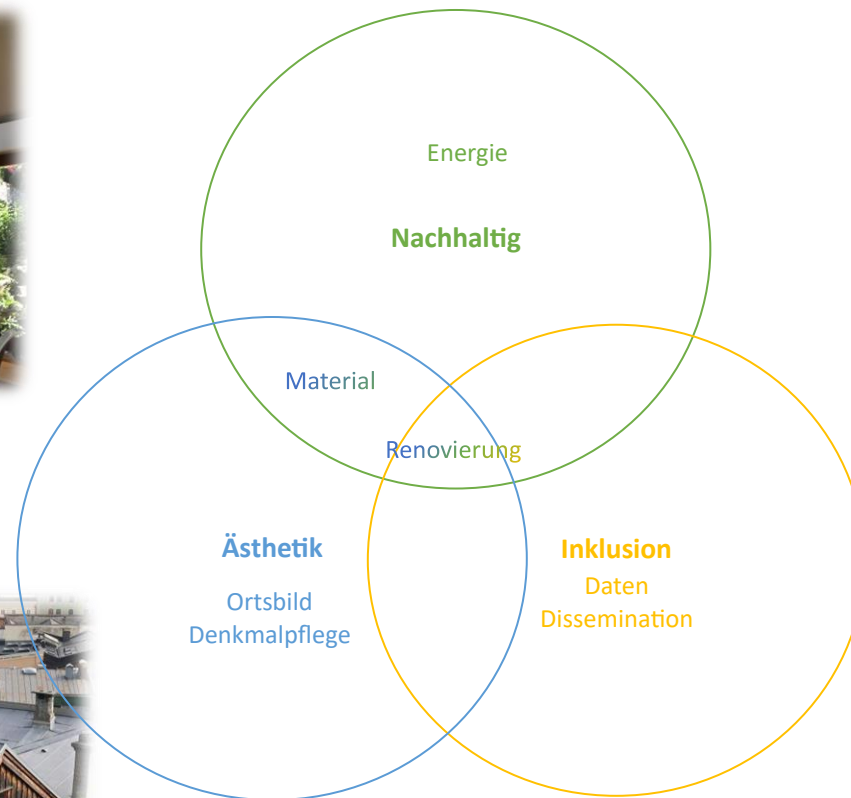 Energie
Nachhaltig
Material
Renovierung
Ästhetik
Ortsbild
Denkmalpflege
Inklusion
Daten
Dissemination